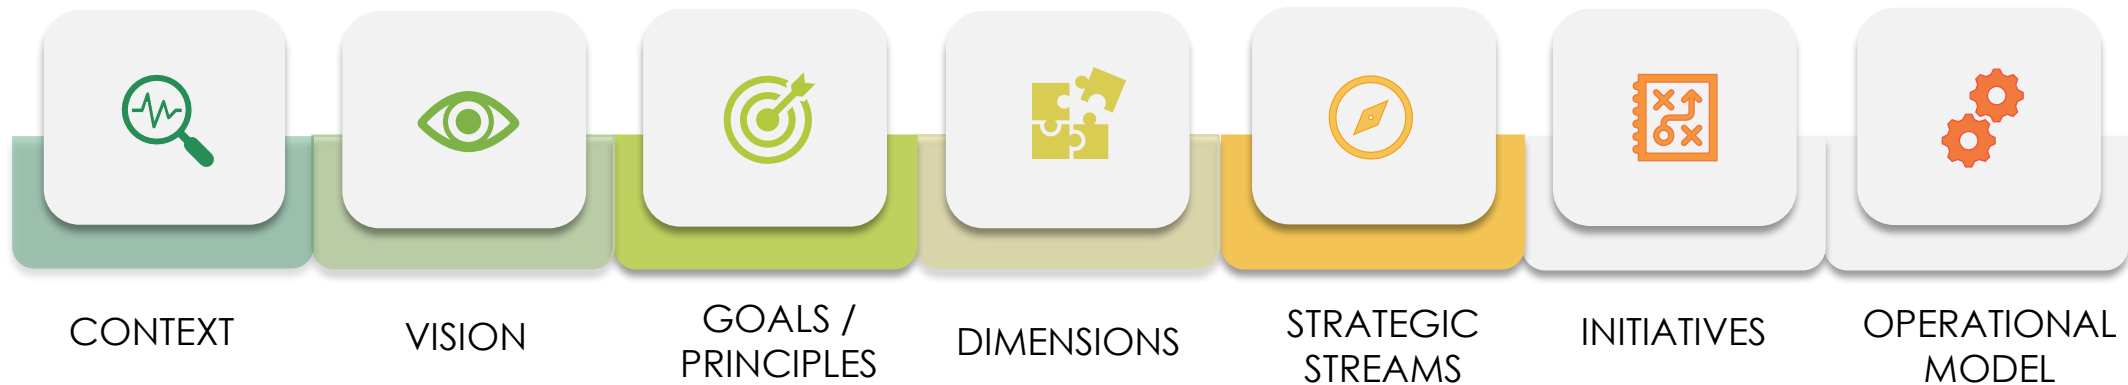 CONTEXT
VISION
GOALS /
PRINCIPLES
DIMENSIONS
STRATEGIC
STREAMS
INITIATIVES
OPERATIONAL
MODEL